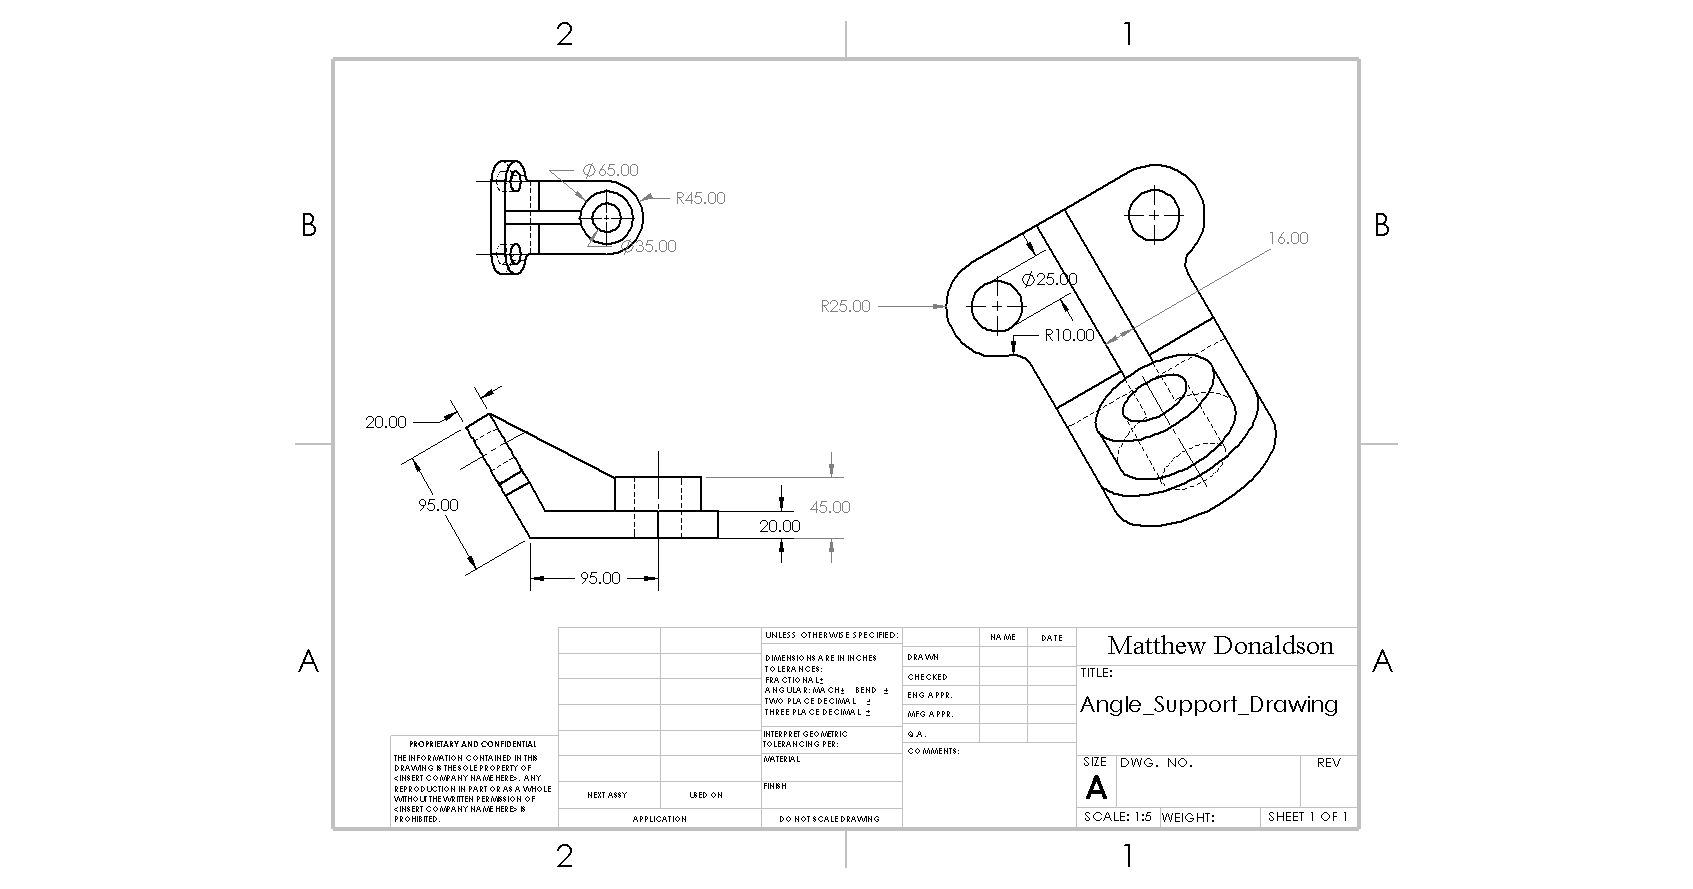 2
1
B
B
Ø65.00
R45.00
Ø35.00
16.00
Ø25.00
R25.00
R10.00
20.00
95.00
45.00
20.00
95.00
A
A
UNLESS OTHERWISE SPECIFIED:
NAME
DATE
DIMENSIONS ARE IN INCHES
TOLERANCES:
FRACTIONAL±
ANGULAR: MACH± BEND ±
TWO PLACE DECIMAL ±
THREE PLACE DECIMAL ±
INTERPRET GEOMETRIC
TOLERANCING PER:
MATERIAL
FINISH
DO NOT SCALE DRAWING
DRAWN
CHECKED
ENG APPR.
MFG APPR.
Q.A.
COMMENTS:
Matthew Donaldson
TITLE:
Angle_Support_Drawing
SIZE
A
DWG. NO.
REV
SCALE: 1:5
WEIGHT:
SHEET 1 OF 1
PROPRIETARY AND CONFIDENTIAL
THE INFORMATION CONTAINED IN THIS
DRAWING IS THE SOLE PROPERTY OF
<INSERT COMPANY NAME HERE>. ANY
REPRODUCTION IN PART OR AS A WHOLE
WITHOUT THE WRITTEN PERMISSION OF
<INSERT COMPANY NAME HERE> IS
PROHIBITED.
NEXT ASSY
USED ON
APPLICATION
2
1